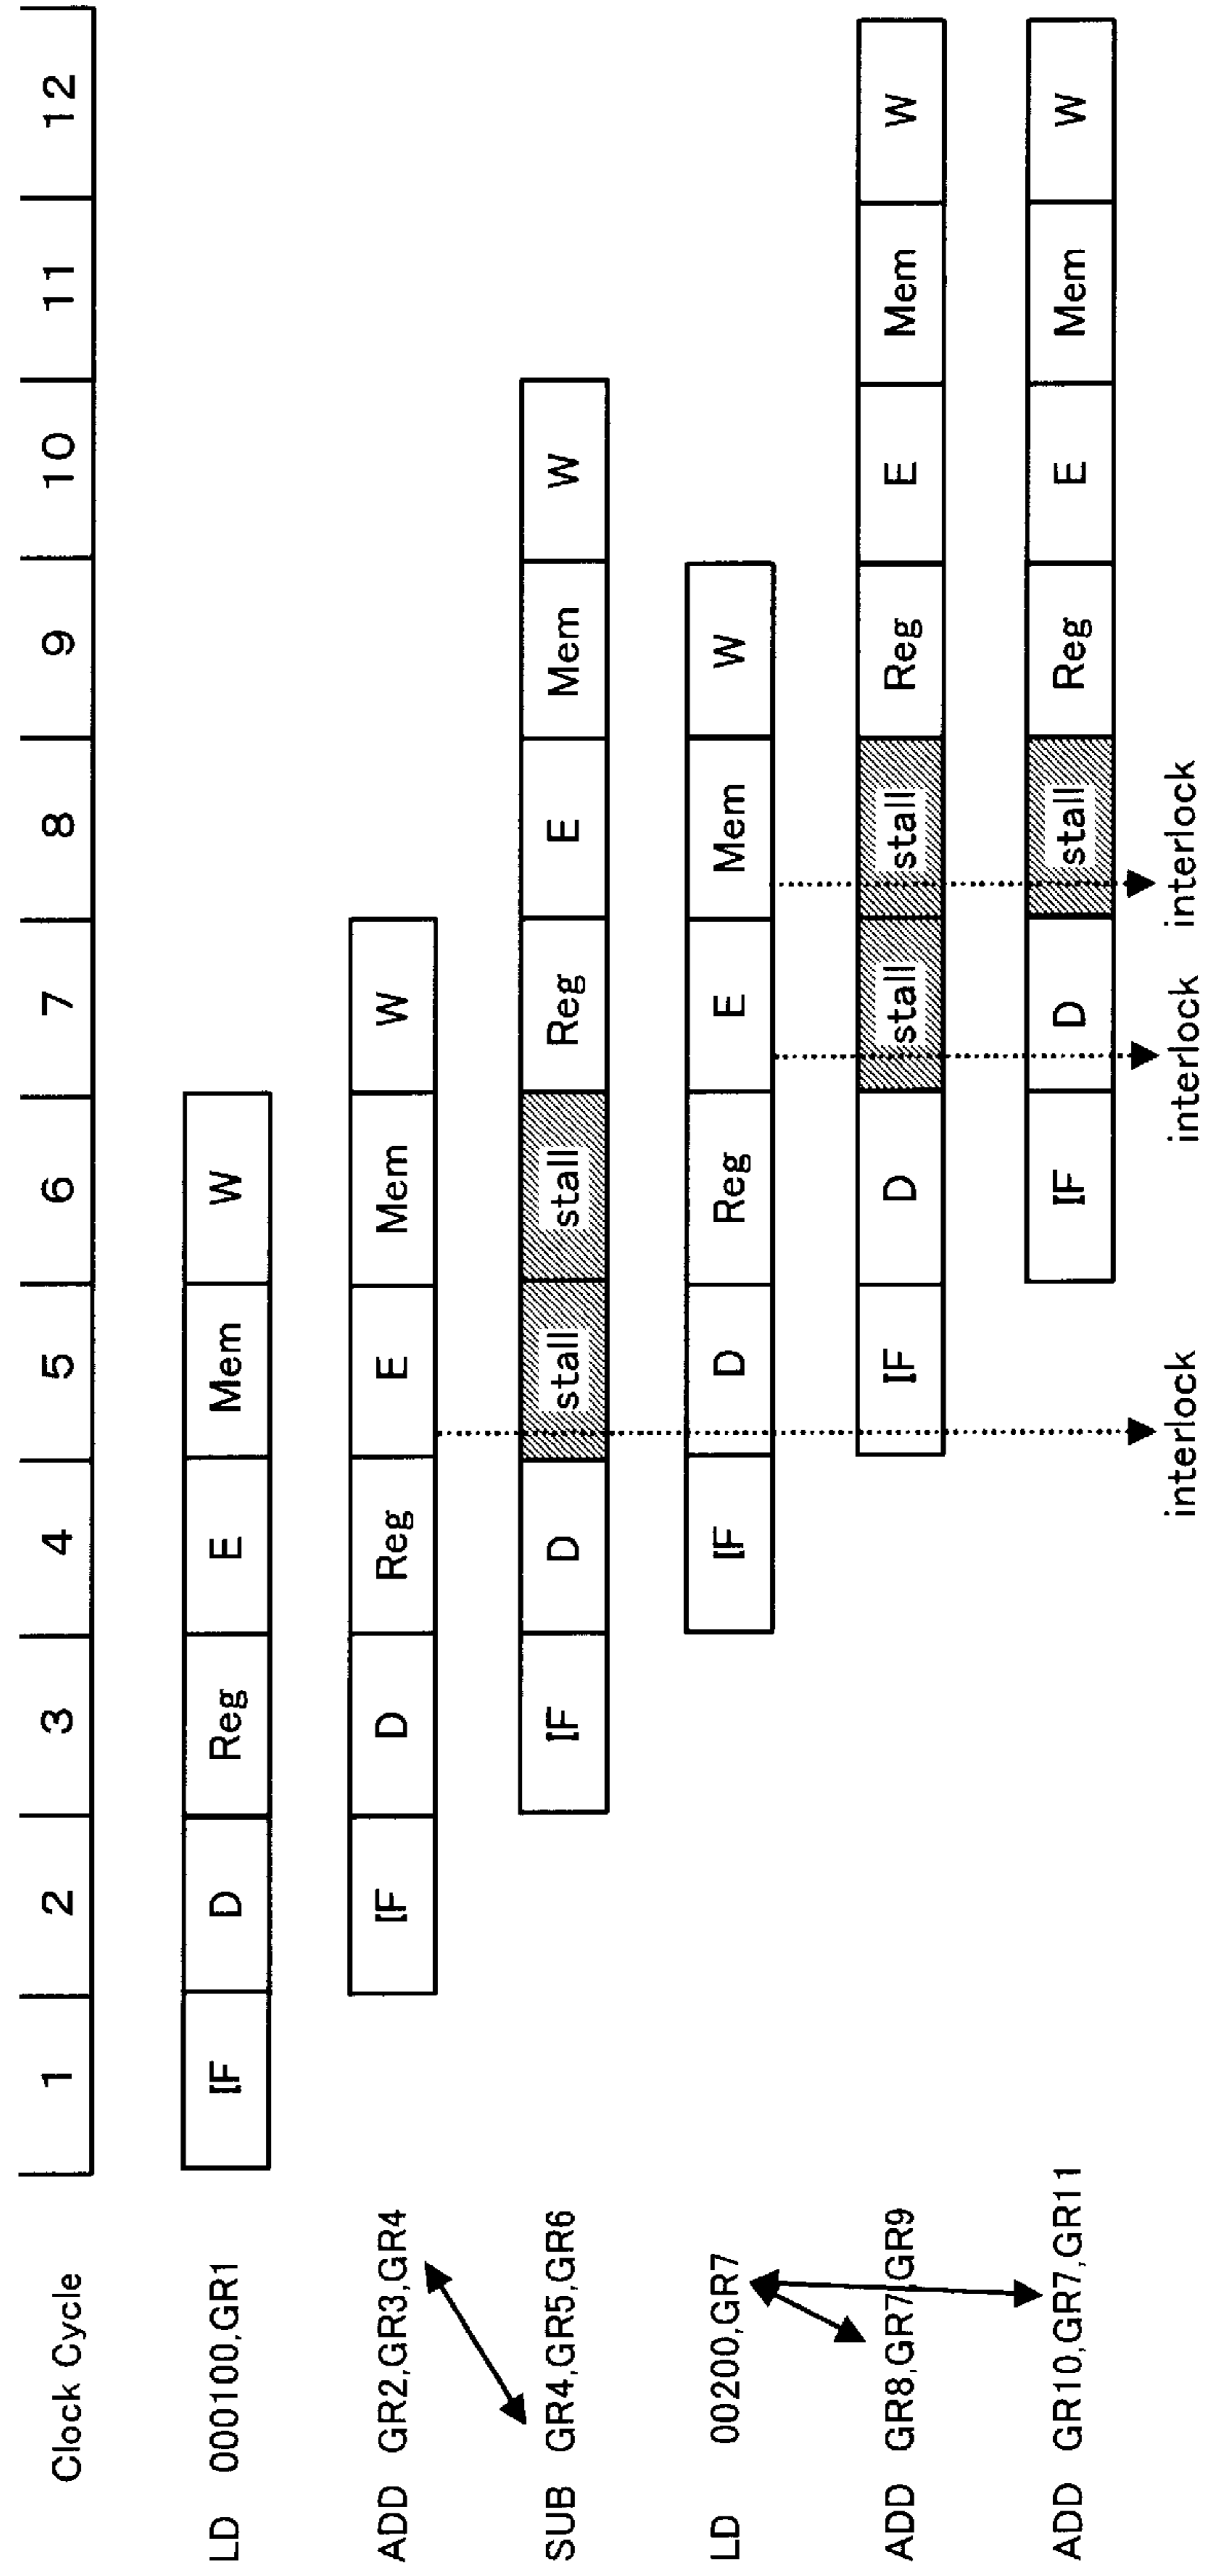 Clock Cycle 1 2 3 4 5 6 7 8 9 10 11 12
LD 000100,GR1 IF D Reg E Mem W
ADD GR2,GR3,GR4 IF D Reg E Mem W
SUB GR4,GR5,GR6 IF D stall stall Reg E Mem W
LD 00200,GR7 IF D Reg E Mem W
ADD GR8,GR7,GR9 IF D stall stall Reg E Mem W
ADD GR10,GR7,GR11 IF D stall Reg E Mem W
interlock interlock interlock